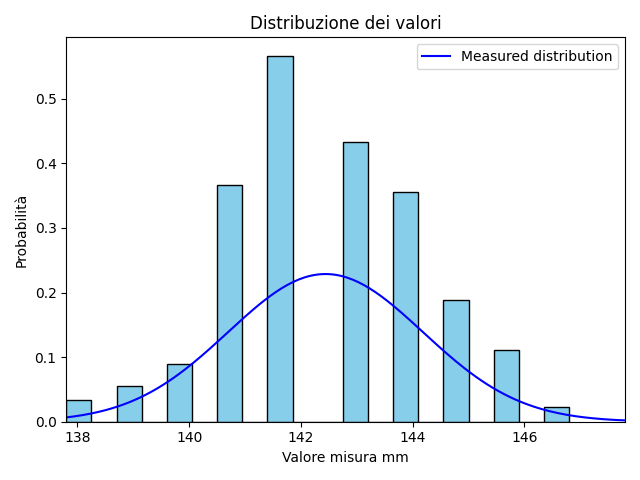 Distribuzione dei valori
Measured distribution
Probabilità
0.5
0.4
0.3
0.2
0.1
0.0
138 140 142 144 146
Valore misura mm